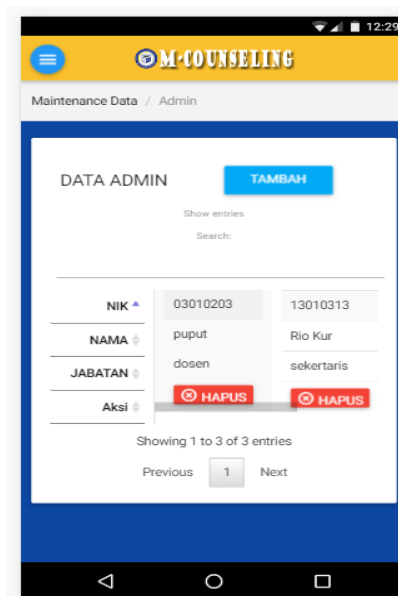 12:29
M-COUNSELING
Maintenance Data / Admin
DATA ADMIN
TAMBAH
Show entries
Search:
NIK 03010203 13010313
NAMA puput Rio Kur
JABATAN dosen sekertaris
Aksi HAPUS HAPUS
Showing 1 to 3 of 3 entries
Previous 1 Next